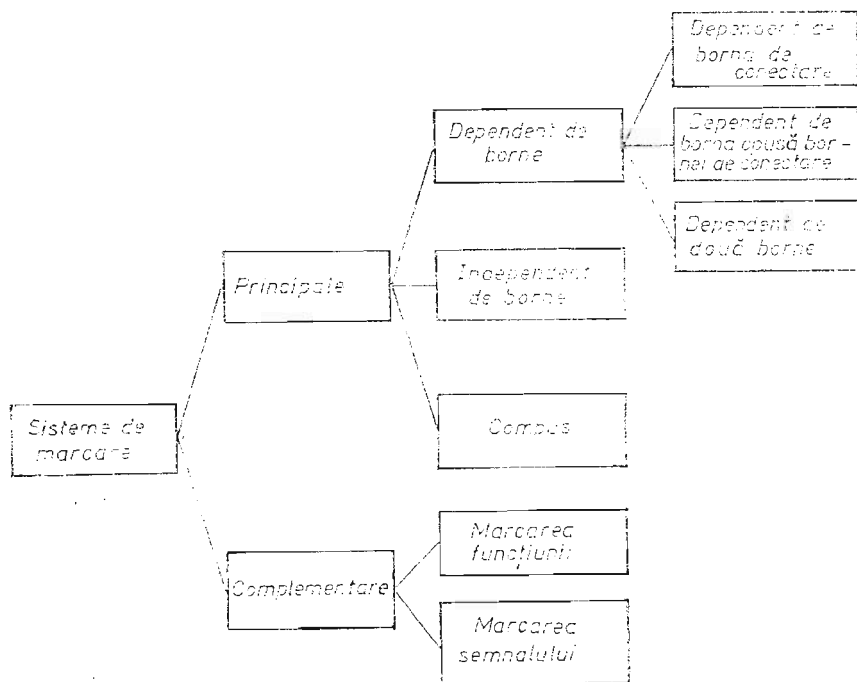 Sisteme de
marcare
Principale
Dependent de
borne
Dependent de
borna de
conectare
Dependent de
borna opusă bor-
nei de conectare
Dependent de
două borne
Independent
de borne
Compus
Complementare
Marcarea
funcțiunii
Marcarea
semnalului